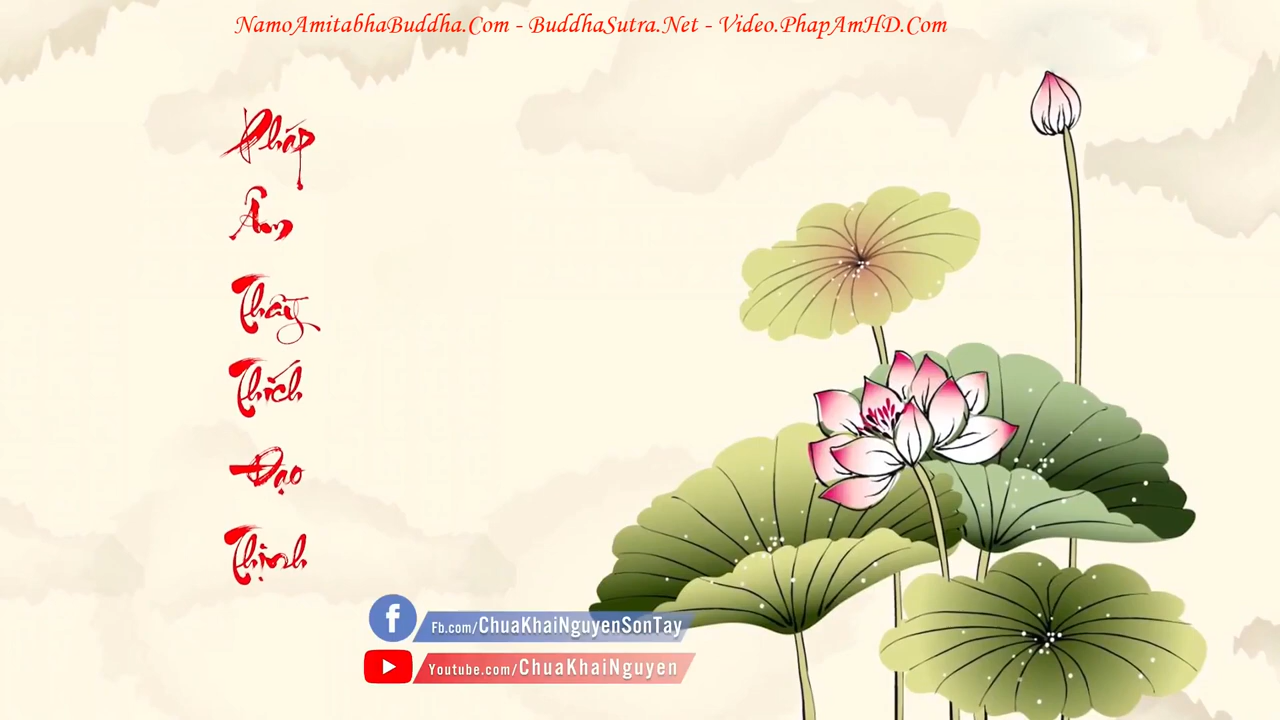 NamoAmitabhaBuddha.Com - BuddhaSutra.Net - Video.PhapAmHD.Com
Pháp
Âm
Thầy
Thích
Đạo
Thịnh
Fb.com/ChuaKhaiNguyenSonTay
Youtube.com/ChuaKhaiNguyen